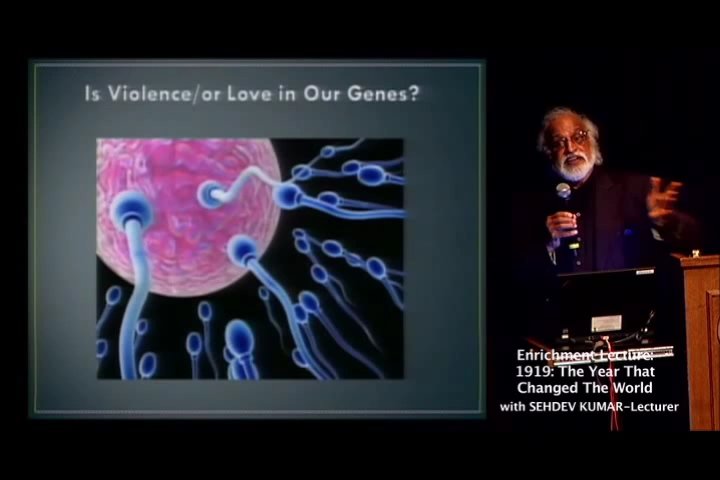 Is Violence/or Love in Our Genes?
Enrichment Lecture:
1919: The Year That
Changed The World
with SEHDEV KUMAR-Lecturer